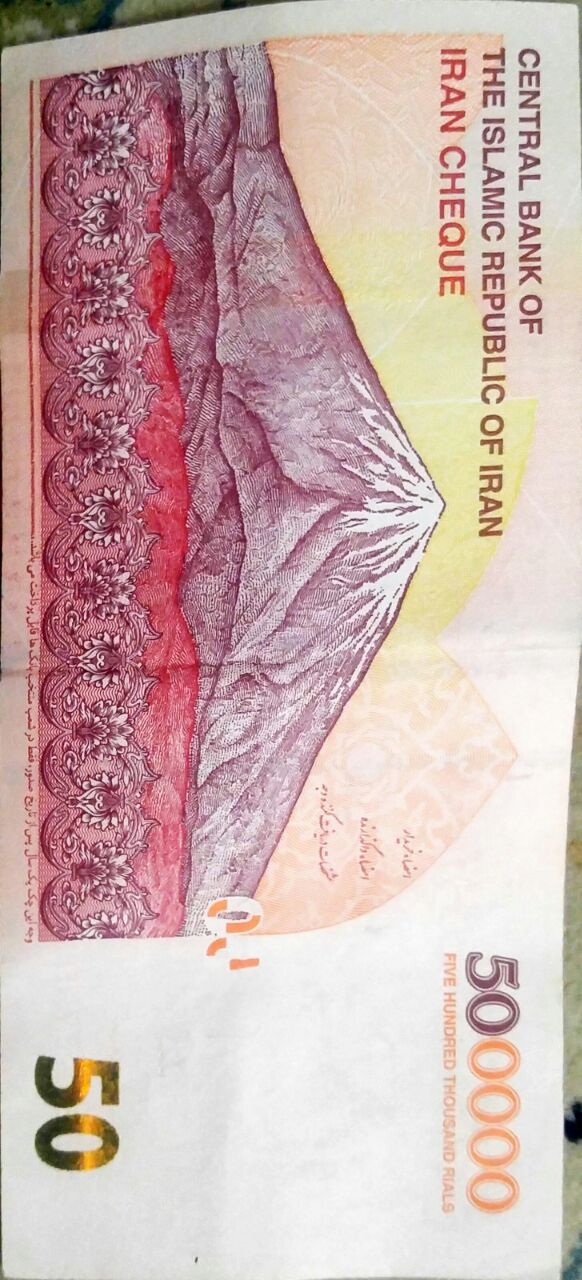 CENTRAL BANK OF
THE ISLAMIC REPUBLIC OF IRAN
IRAN CHEQUE
500000
FIVE HUNDRED THOUSAND RIALS
امضاء خریدار
امضاء واگذارنده
مشخصات دریافت کننده وجه
50
وجه این چک یک سال پس از تاریخ صدور، فقط در شعب منتخب بانک ها قابل پرداخت می باشد.